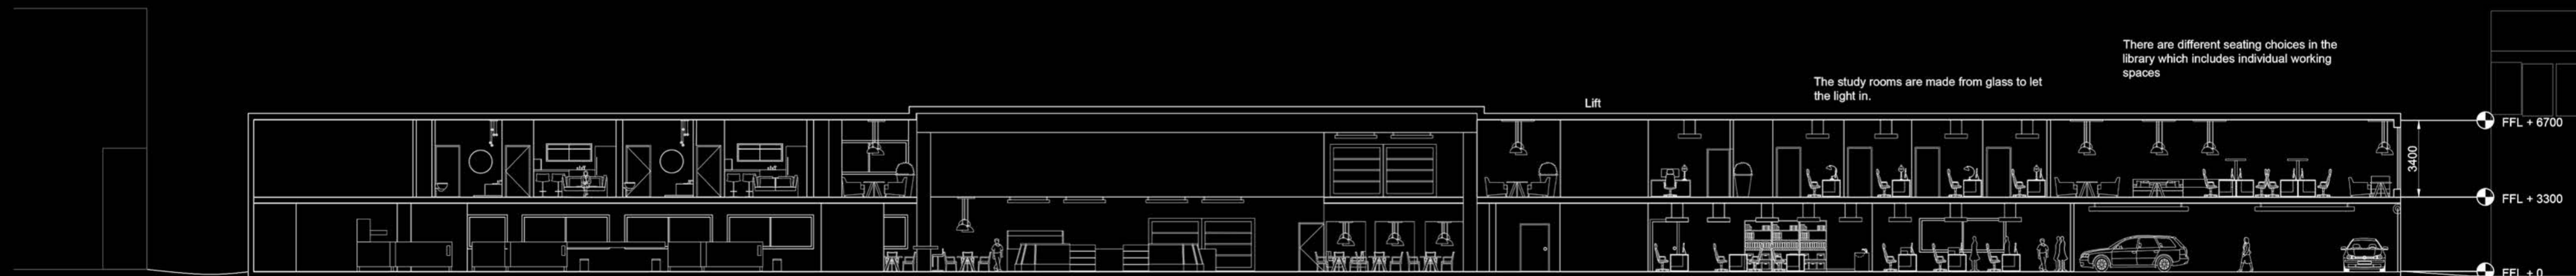 There are different seating choices in the
library which includes individual working
spaces
The study rooms are made from glass to let
the light in.
Lift
FFL + 6700
3400
FFL + 3300
FFL + 0